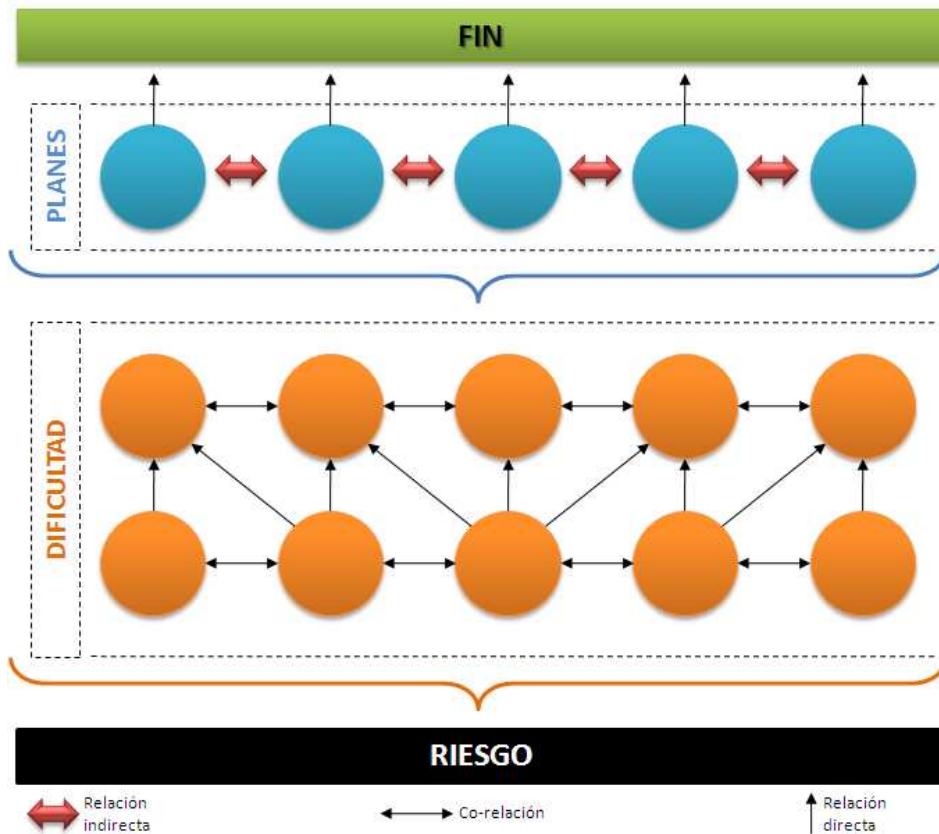 FIN
PLANES
DIFICULTAD
RIESGO
Relación
indirecta
Co-relación
Relación
directa